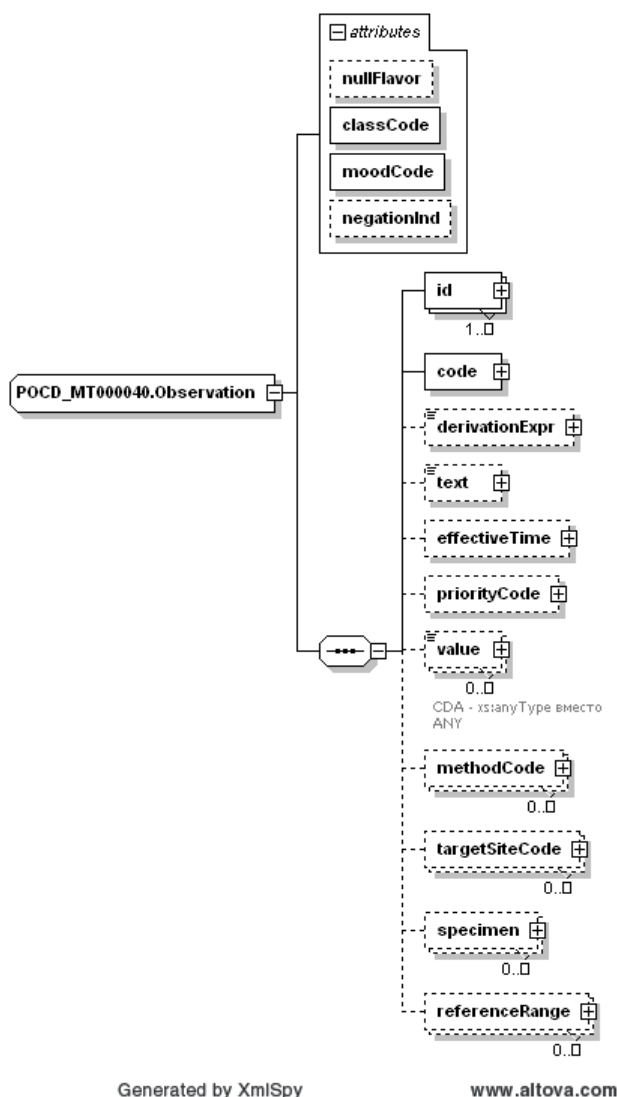 attributes
nullFlavor
classCode
moodCode
negationInd
POCD_MT000040.Observation
id
1..□
code
derivationExpr
text
effectiveTime
priorityCode
value
0..□
CDA - xs:anyType вместо
ANY
methodCode
0..□
targetSiteCode
0..□
specimen
0..□
referenceRange
0..□
Generated by XmlSpy
www.altova.com